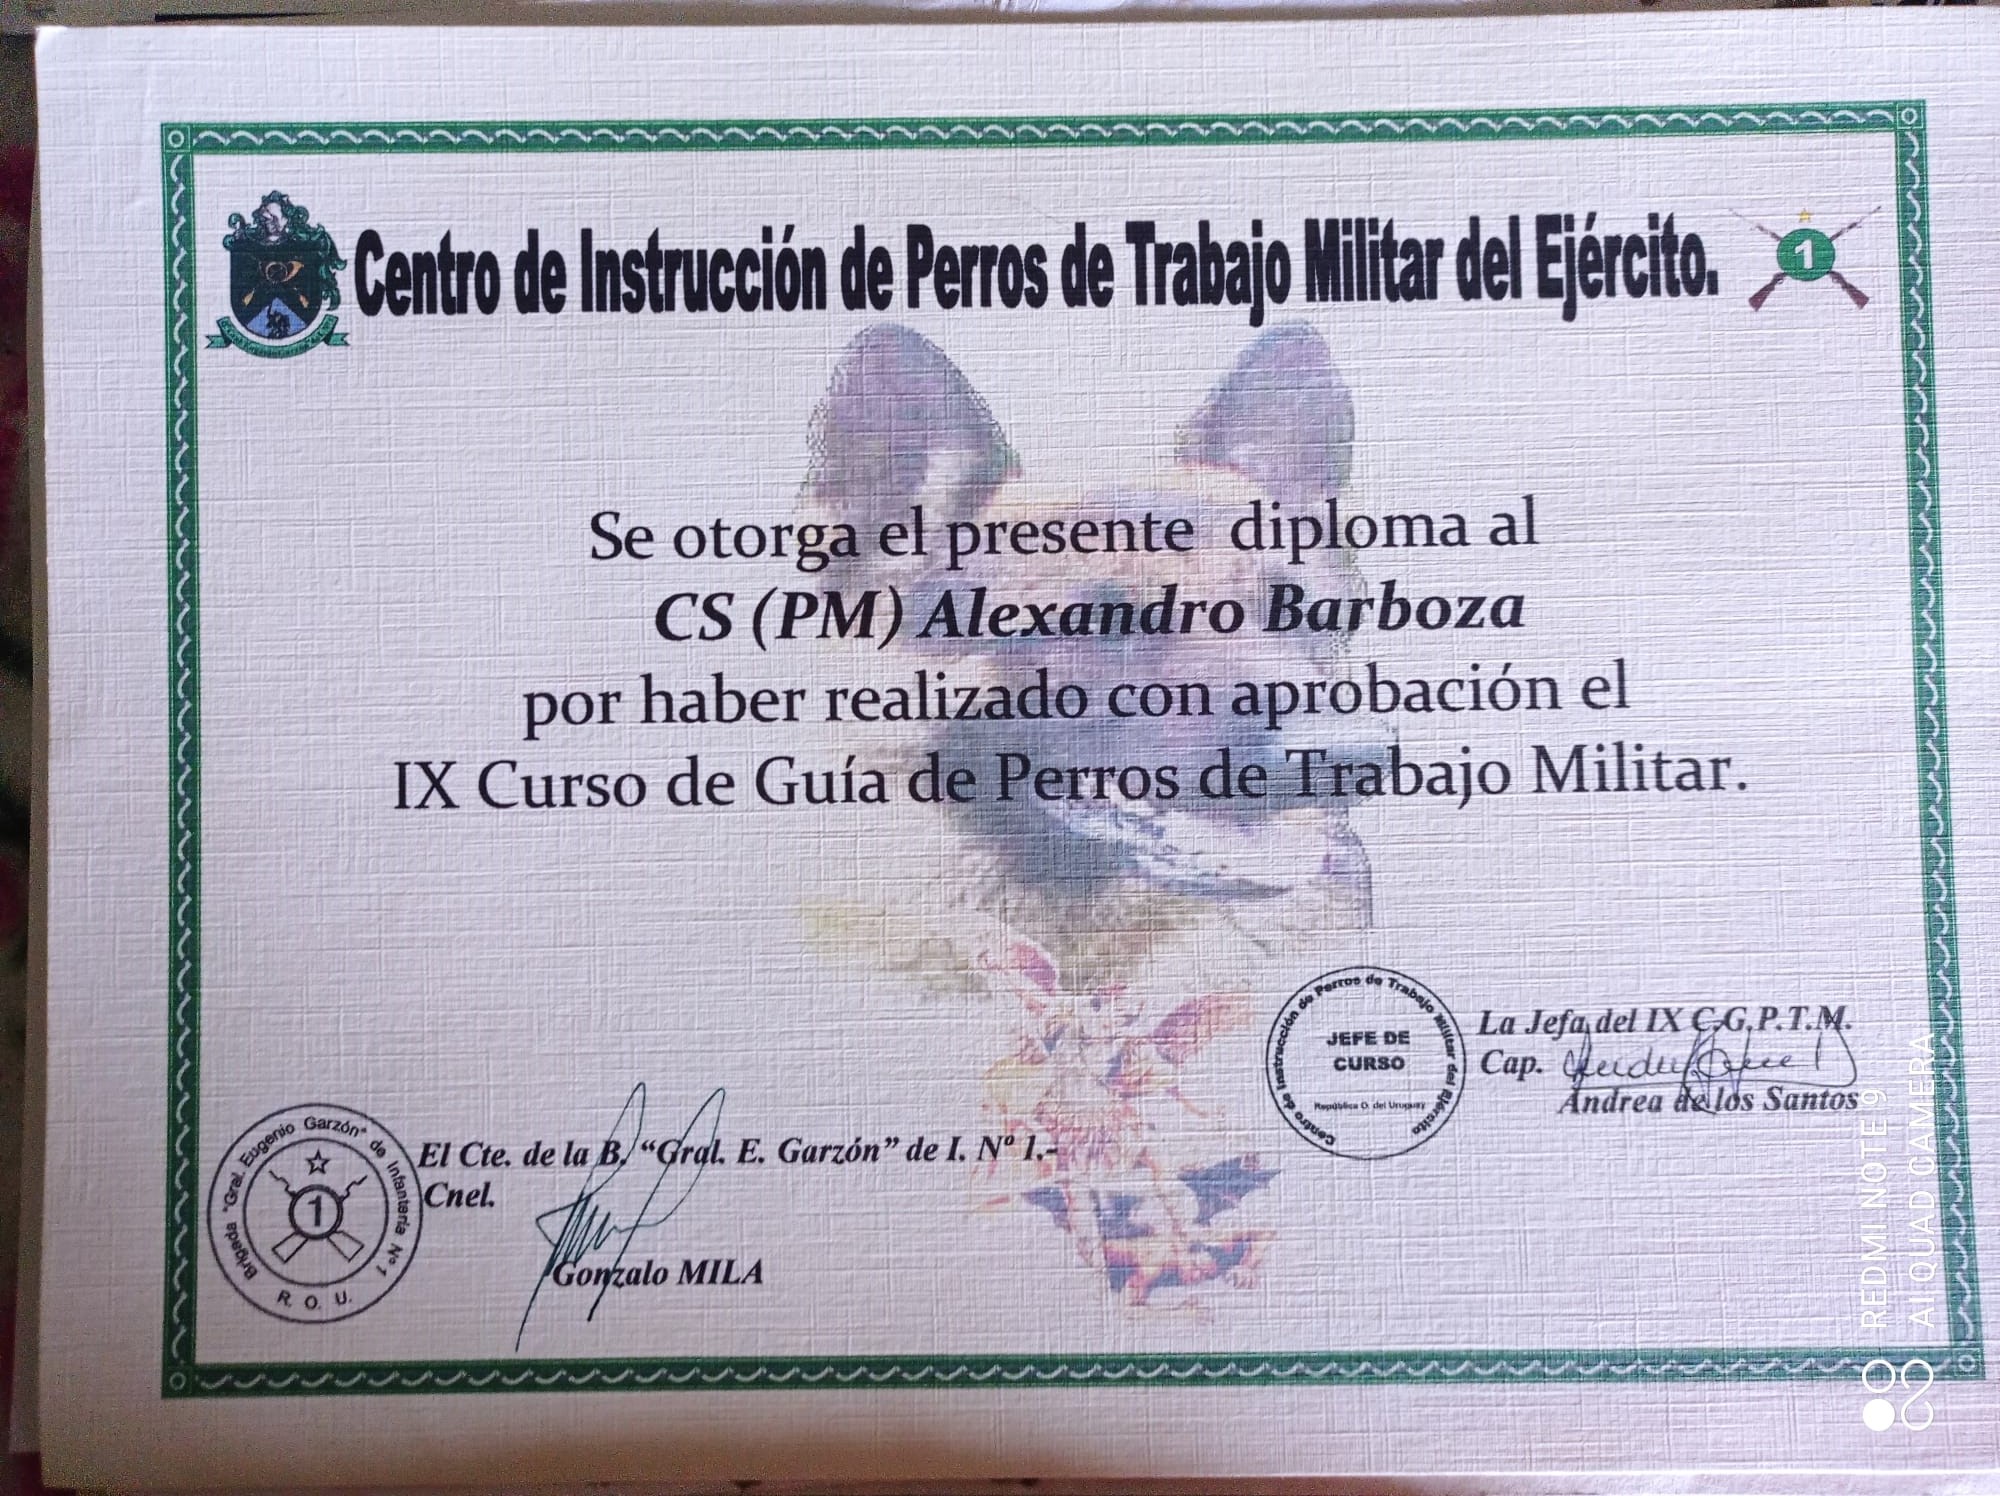 Centro de Instrucción de Perros de Trabajo Militar del Ejército.
1
Se otorga el presente diploma al
CS (PM) Alexandro Barboza
por haber realizado con aprobación el
IX Curso de Guía de Perros de Trabajo Militar.
Centro de Instrucción de Perros de Trabajo Militar del Ejército
JEFE DE
CURSO
República O. del Uruguay
La Jefa del IX C.G.P.T.M.
Cap.
Andrea de los Santos
Brigada "Gral. Eugenio Garzón" de Infantería Nº 1
1
R. O. U.
El Cte. de la B. “Gral. E. Garzón” de I. Nº 1.-
Cnel.
Gonzalo MILA
REDMI NOTE 9
AI QUAD CAMERA